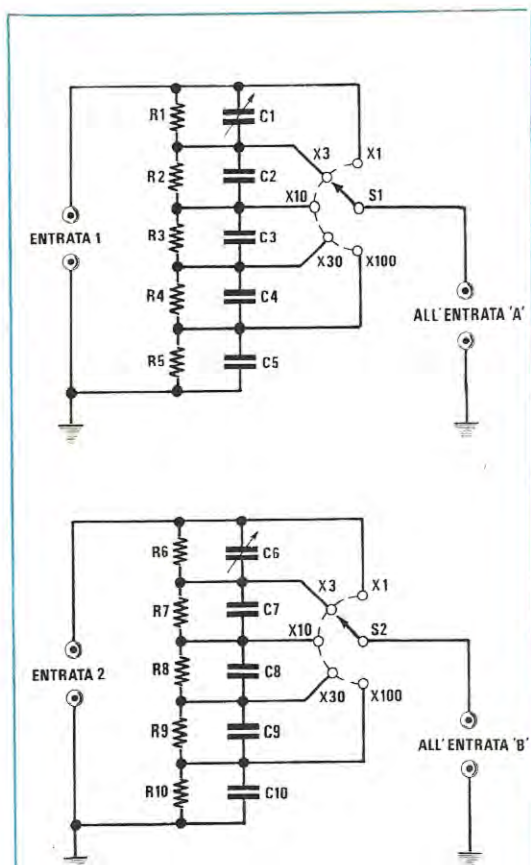 R1
C1
X3
X1
R2
C2
X10
S1
ENTRATA 1
R3
C3
X30
X100
R4
C4
ALL'ENTRATA 'A'
R5
C5
R6
C6
X3
X1
R7
C7
X10
S2
ENTRATA 2
R8
C8
X30
X100
R9
C9
ALL'ENTRATA 'B'
R10
C10